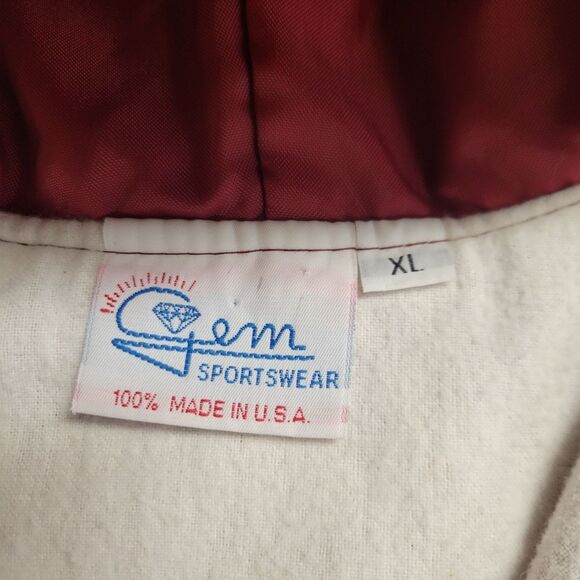 Gem
SPORTSWEAR
100% MADE IN U.S.A.
XL